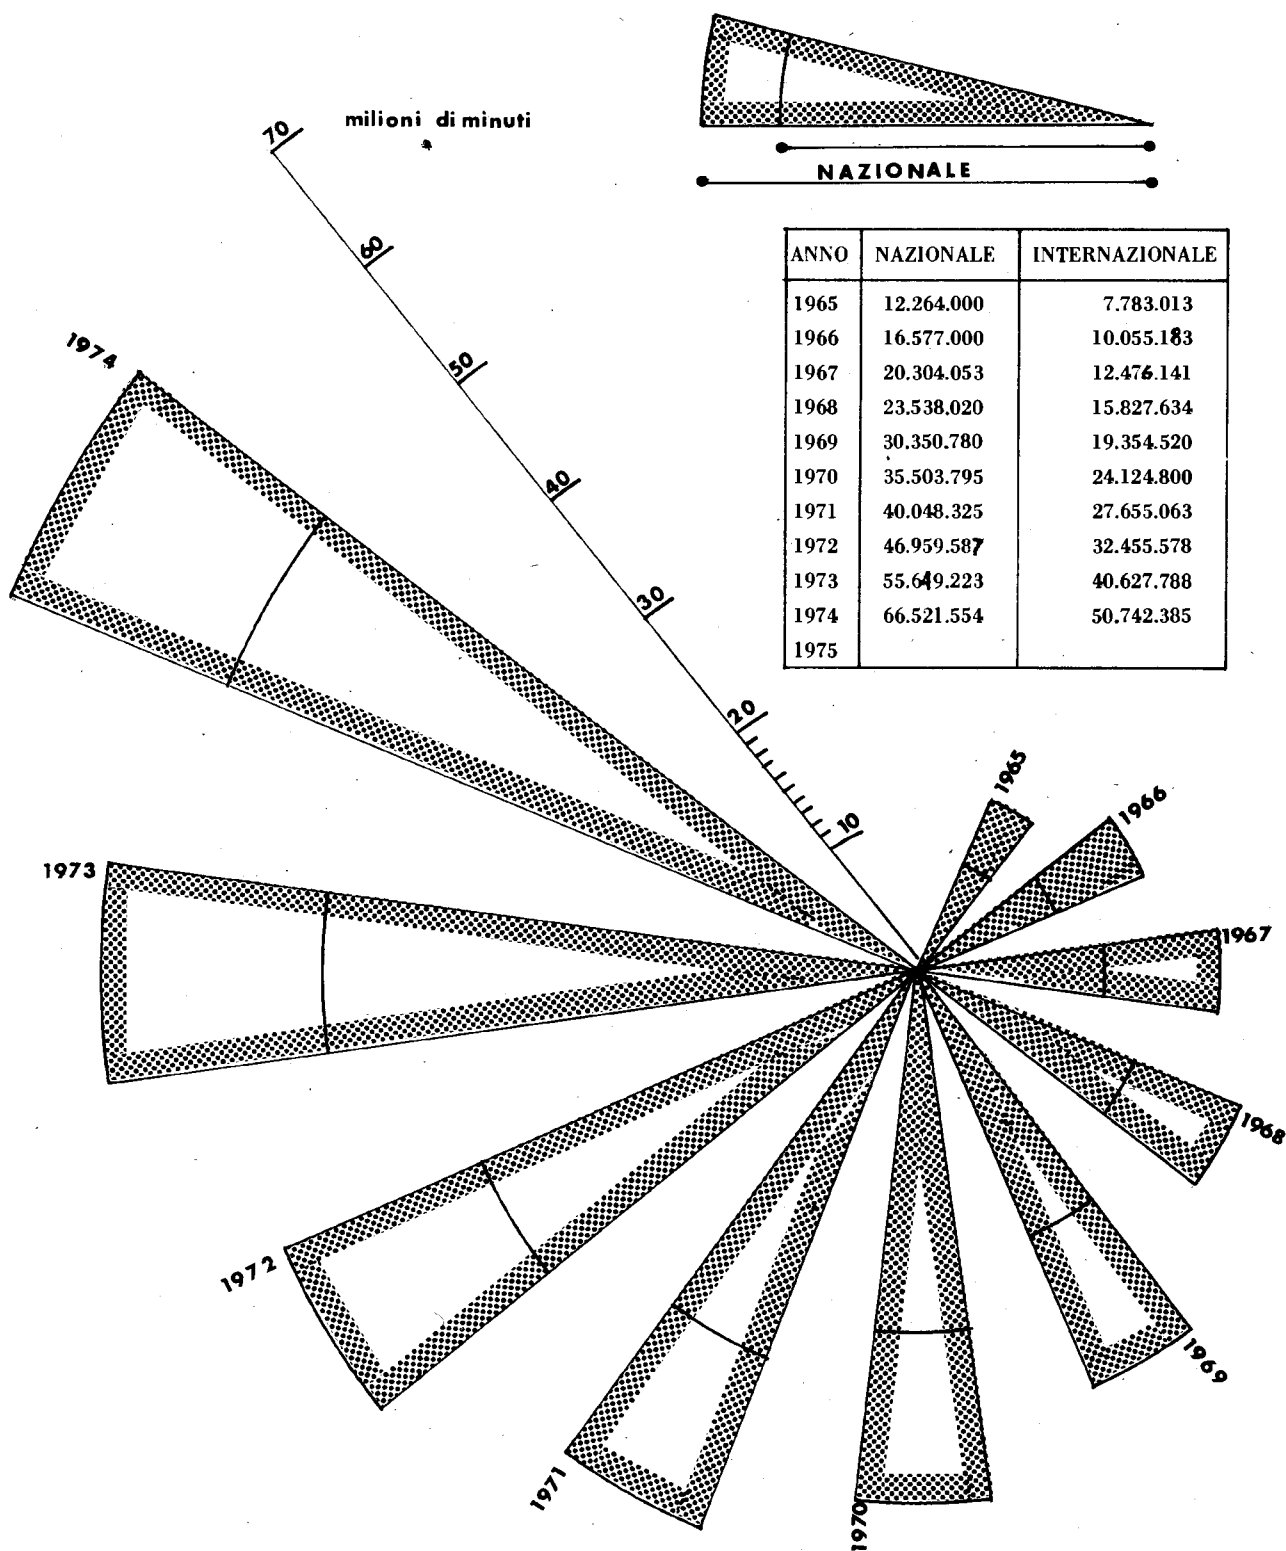 milioni di minuti
NAZIONALE
70
60
50
40
30
20
10
ANNO NAZIONALE INTERNAZIONALE
1965 12.264.000 7.783.013
1966 16.577.000 10.055.183
1967 20.304.053 12.476.141
1968 23.538.020 15.827.634
1969 30.350.780 19.354.520
1970 35.503.795 24.124.800
1971 40.048.325 27.655.063
1972 46.959.587 32.455.578
1973 55.649.223 40.627.788
1974 66.521.554 50.742.385
1975
1974
1973
1972
1971
1970
1969
1968
1967
1966
1965